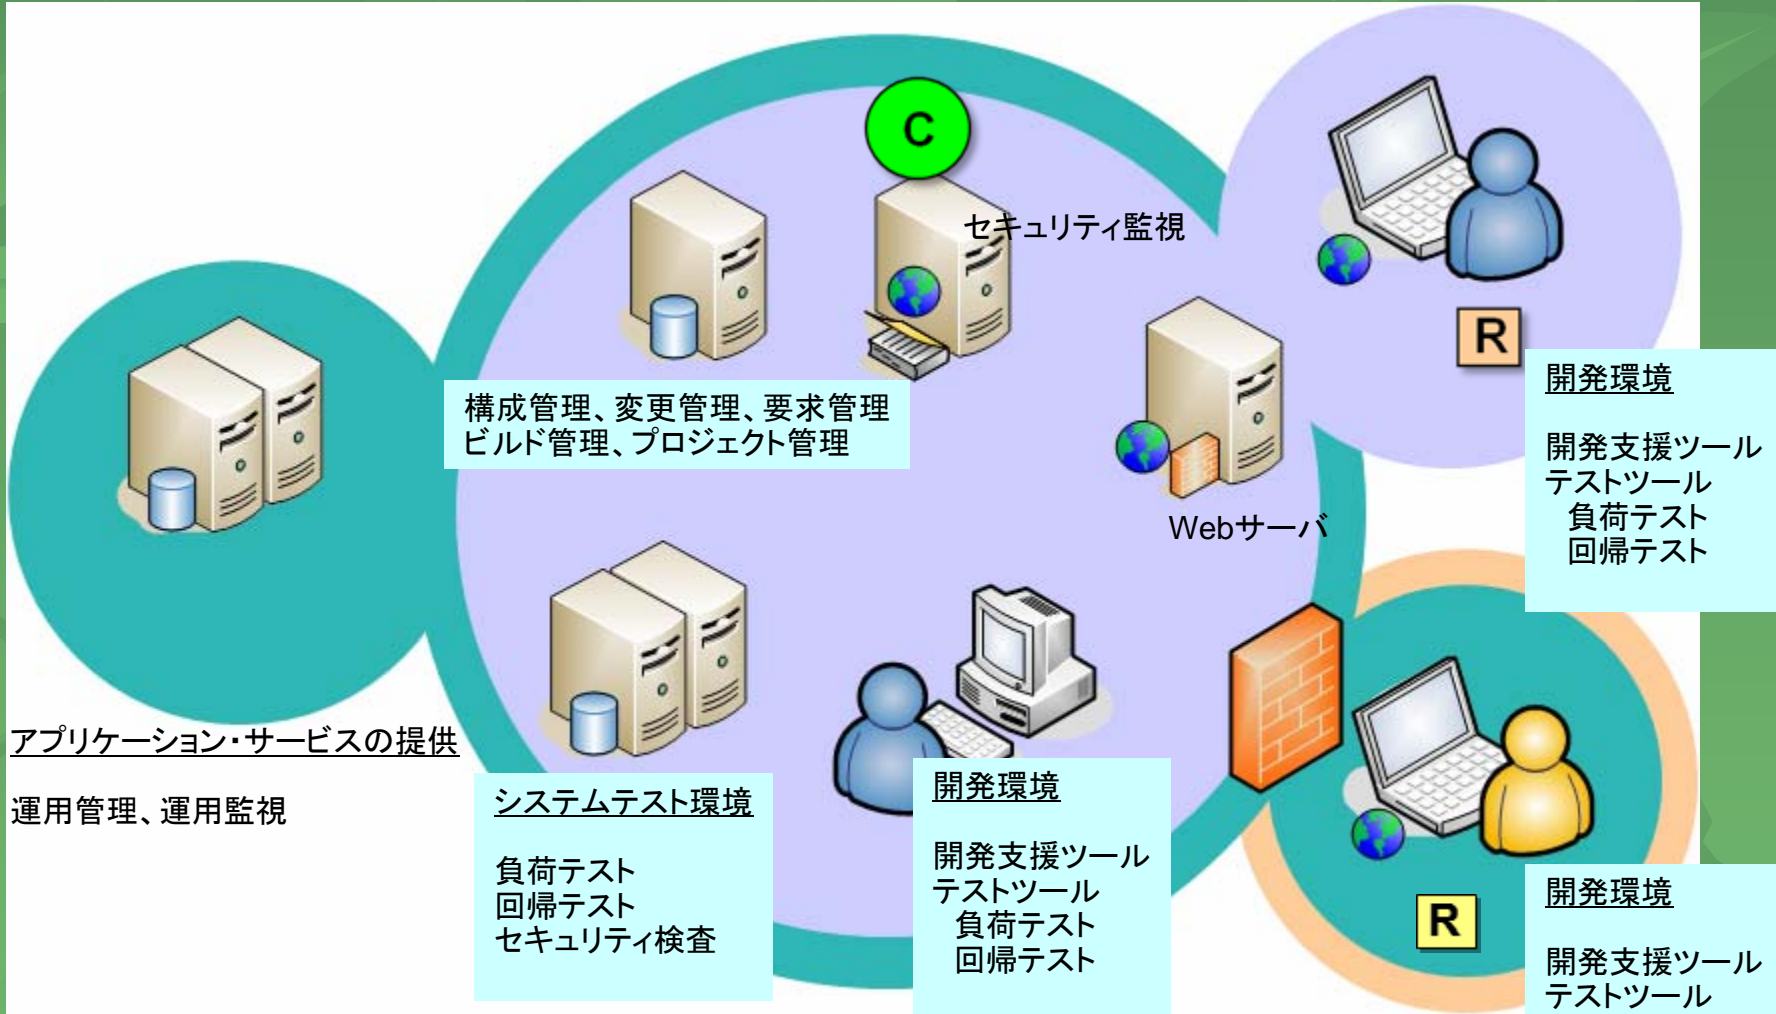 C
セキュリティ監視
構成管理、変更管理、要求管理
ビルド管理、プロジェクト管理
R
開発環境
開発支援ツール
テストツール
負荷テスト
回帰テスト
Webサーバ
アプリケーション・サービスの提供
運用管理、運用監視
システムテスト環境
負荷テスト
回帰テスト
セキュリティ検査
開発環境
開発支援ツール
テストツール
負荷テスト
回帰テスト
R
開発環境
開発支援ツール
テストツール